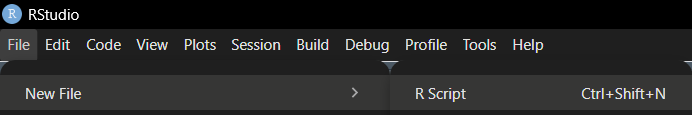 R RStudio
File Edit Code View Plots Session Build Debug Profile Tools Help
New File > R Script Ctrl+Shift+N